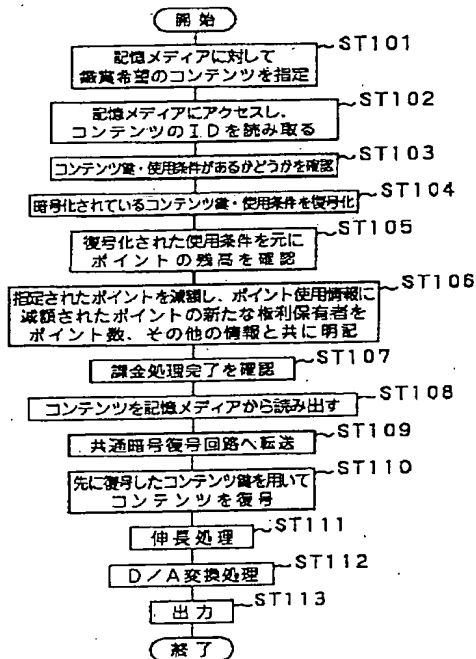 開始
ST101
記憶メディアに対して
鑑賞希望のコンテンツを指定
ST102
記憶メディアにアクセスし、
コンテンツのIDを読み取る
ST103
コンテンツ鍵・使用条件があるかどうかを確認
ST104
暗号化されているコンテンツ鍵・使用条件を復号化
ST105
復号化された使用条件を元に
ポイントの残高を確認
ST106
指定されたポイントを減額し、ポイント使用情報に
減額されたポイントの新たな権利保有者を
ポイント数、その他の情報と共に明記
ST107
課金処理完了を確認
ST108
コンテンツを記憶メディアから読み出す
ST109
共通暗号復号回路へ転送
ST110
先に復号したコンテンツ鍵を用いて
コンテンツを復号
ST111
伸長処理
ST112
D/A変換処理
ST113
出力
終了